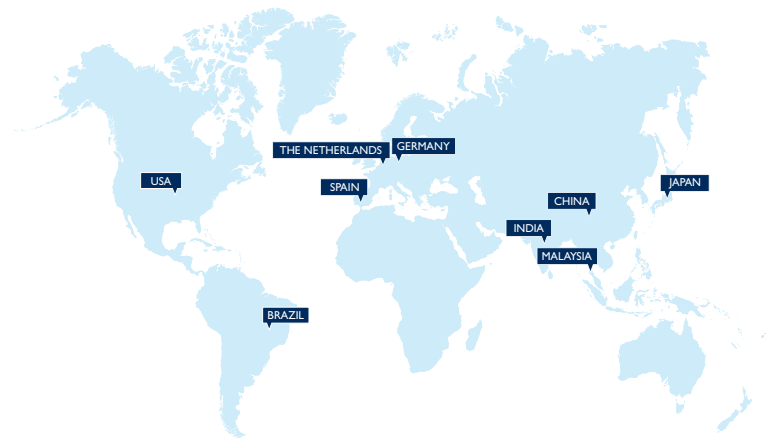 GERMANY
THE NETHERLANDS
USA
JAPAN
SPAIN
CHINA
INDIA
MALAYSIA
BRAZIL